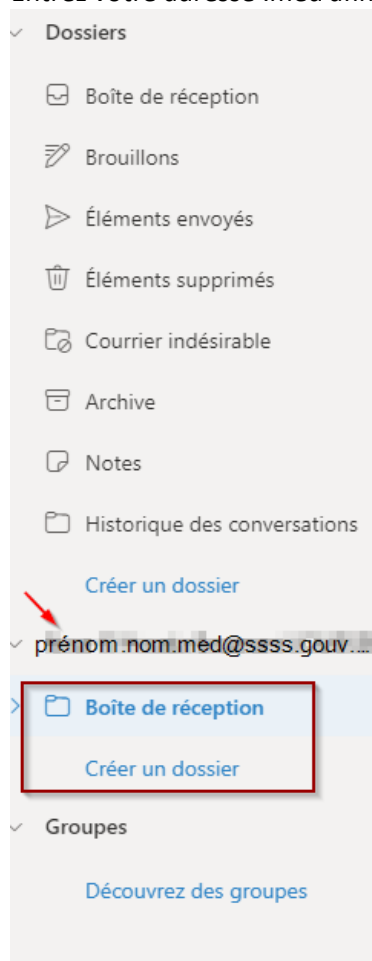 Dossiers
Boîte de réception
Brouillons
Éléments envoyés
Éléments supprimés
Courrier indésirable
Archive
Notes
Historique des conversations
Créer un dossier
prénom.nom.med@ssss.gouv....
Boîte de réception
Créer un dossier
Groupes
Découvrez des groupes